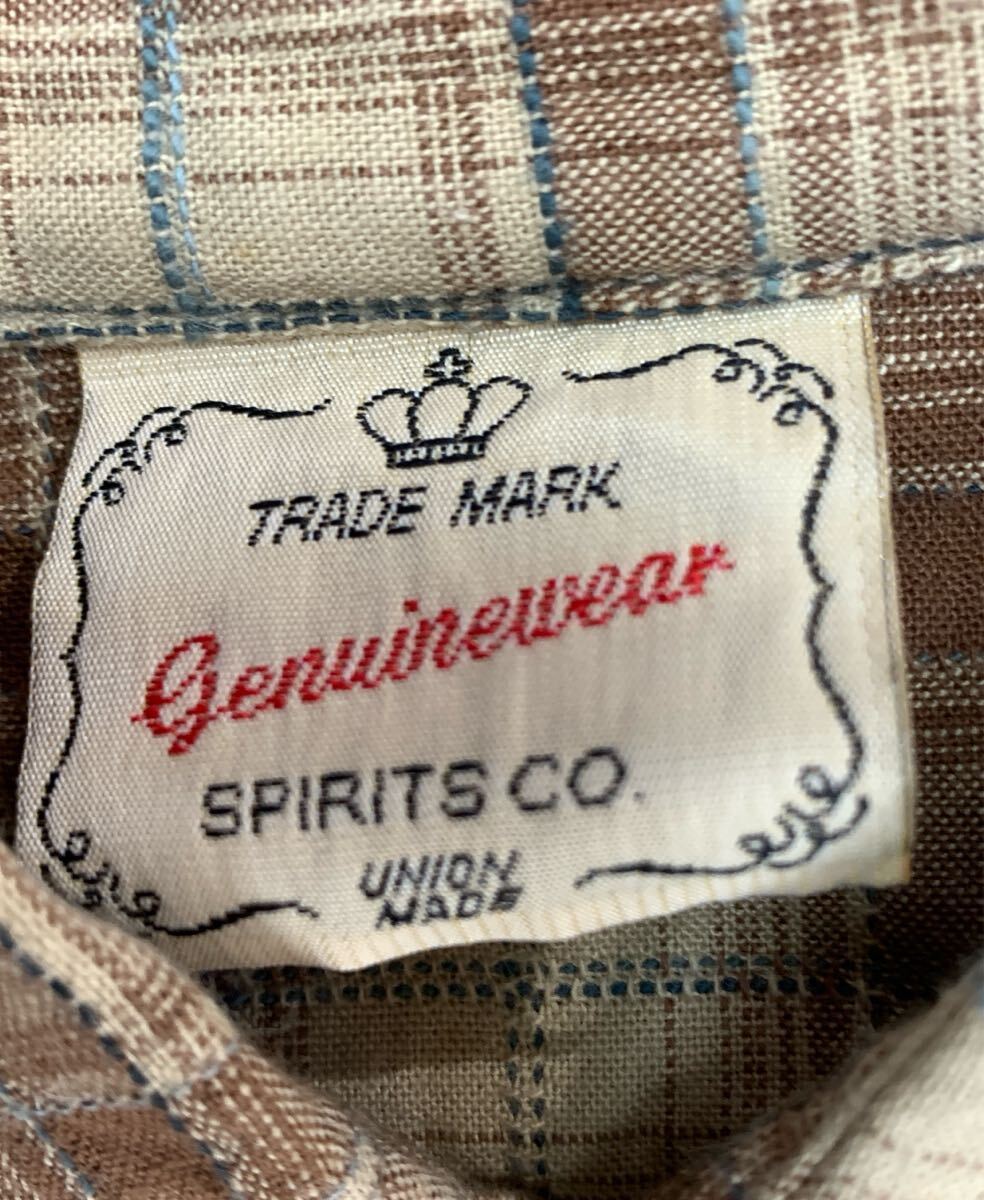 TRADE MARK
Genuinewear
SPIRITS CO.
UNION
MADE